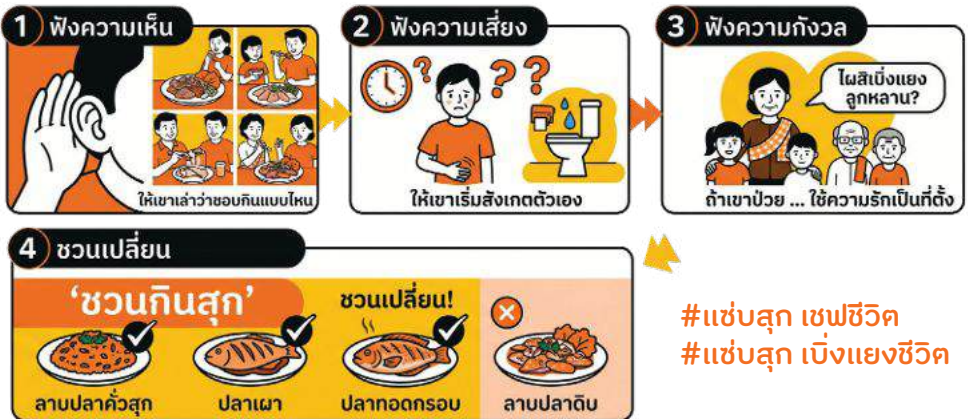 1 ฟังความเห็น
ให้เขาเล่าว่าชอบกินแบบไหน
2 ฟังความเสี่ยง
? ? ?
ให้เขาเริ่มสังเกตตัวเอง
3 ฟังความกังวล
ไผสิเบิ่งแยง
ลูกหลาน?
ถ้าเขาป่วย ... ใช้ความรักเป็นที่ตั้ง
4 ชวนเปลี่ยน
‘ชวนกินสุก’
ชวนเปลี่ยน!
ลาบปลาคั่วสุก
ปลาเผา
ปลาทอดกรอบ
ลาบปลาดิบ
#แซ่บสุก เซฟชีวิต
#แซ่บสุก เบิ่งแยงชีวิต